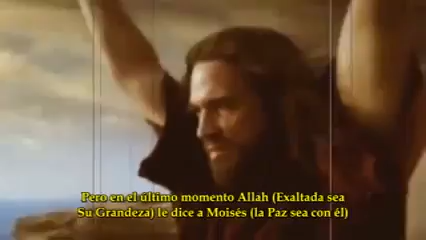 Pero en el último momento Allah (Exaltada sea
Su Grandeza) le dice a Moisés (la Paz sea con él)